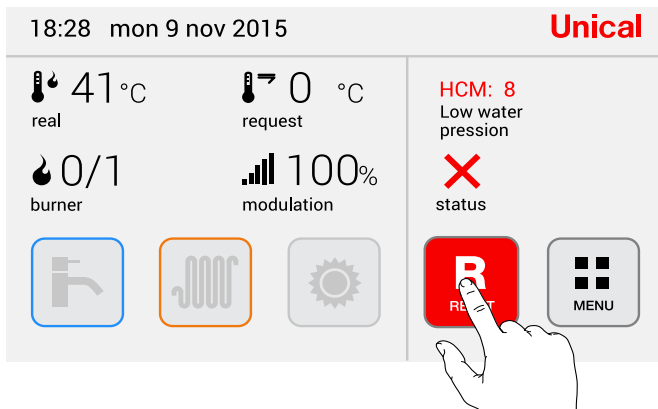 18:28 mon 9 nov 2015 Unical
41 °C
real
0 °C
request
HCM: 8
Low water
pression
0/1
burner
100%
modulation
status
R
MENU